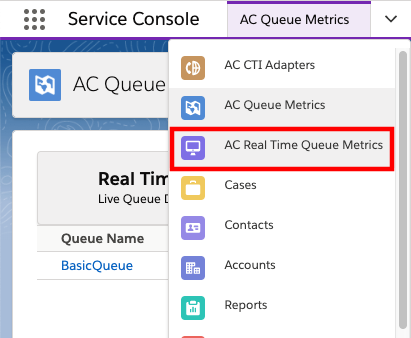 Service Console
AC Queue Metrics
AC Queue
AC CTI Adapters
AC Queue Metrics
AC Real Time Queue Metrics
Cases
Contacts
Accounts
Reports
Real Tim
Live Queue D
Queue Name
BasicQueue